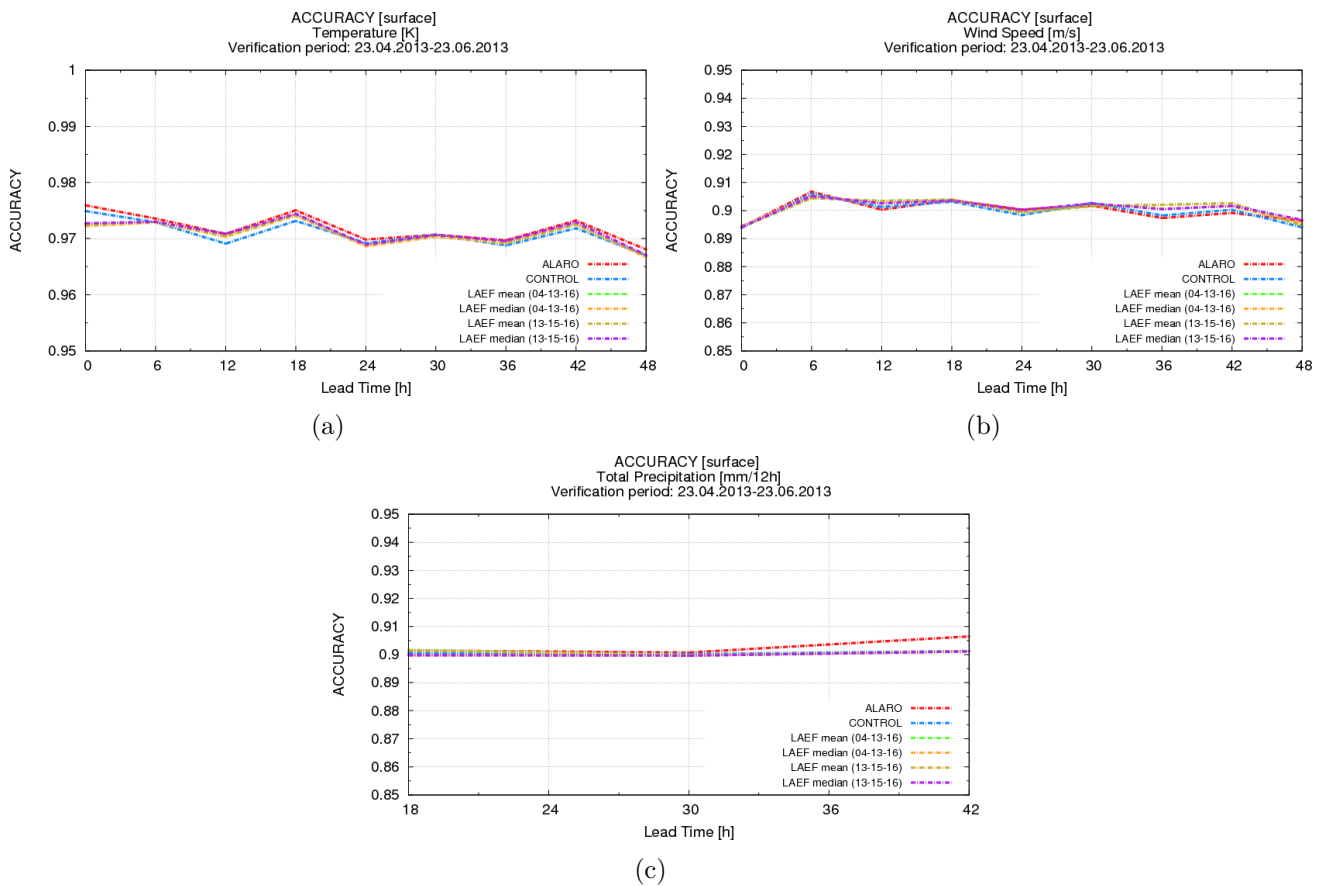 ACCURACY [surface]
Temperature [K]
Verification period: 23.04.2013-23.06.2013
1
0.99
0.98
0.97
0.96
0.95
ACCURACY
ALARO
CONTROL
LAEF mean (04-13-16)
LAEF median (04-13-16)
LAEF mean (13-15-16)
LAEF median (13-15-16)
0 6 12 18 24 30 36 42 48
Lead Time [h]
(a)
ACCURACY [surface]
Wind Speed [m/s]
Verification period: 23.04.2013-23.06.2013
0.95
0.94
0.93
0.92
0.91
0.9
0.89
0.88
0.87
0.86
0.85
ACCURACY
ALARO
CONTROL
LAEF mean (04-13-16)
LAEF median (04-13-16)
LAEF mean (13-15-16)
LAEF median (13-15-16)
0 6 12 18 24 30 36 42 48
Lead Time [h]
(b)
ACCURACY [surface]
Total Precipitation [mm/12h]
Verification period: 23.04.2013-23.06.2013
0.95
0.94
0.93
0.92
0.91
0.9
0.89
0.88
0.87
0.86
0.85
ACCURACY
ALARO
CONTROL
LAEF mean (04-13-16)
LAEF median (04-13-16)
LAEF mean (13-15-16)
LAEF median (13-15-16)
18 24 30 36 42
Lead Time [h]
(c)